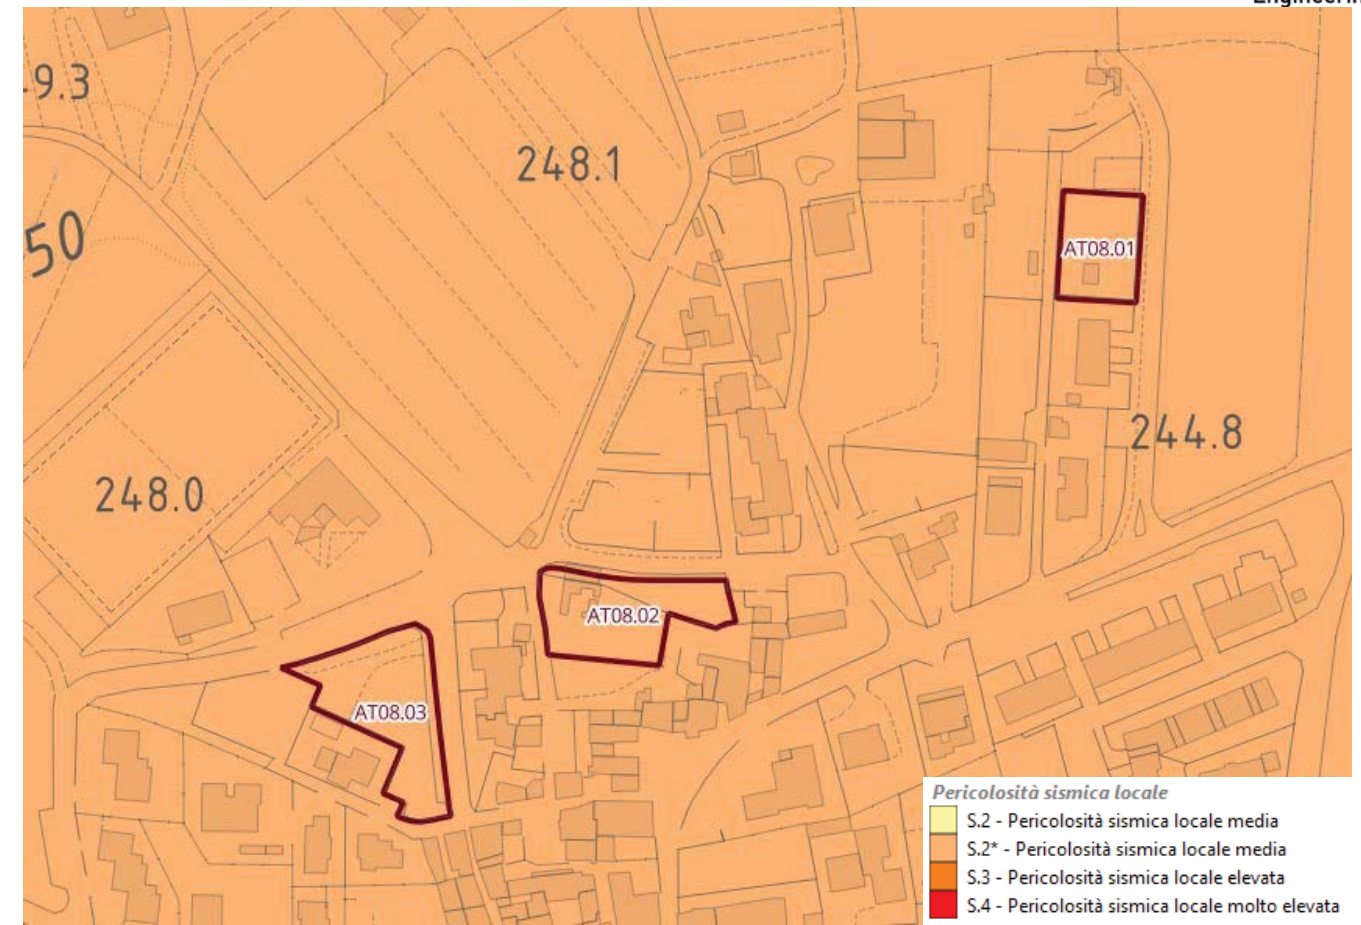 9.3
248.1
50
AT08.01
244.8
248.0
AT08.02
AT08.03
Pericolosità sismica locale
S.2 - Pericolosità sismica locale media
S.2* - Pericolosità sismica locale media
S.3 - Pericolosità sismica locale elevata
S.4 - Pericolosità sismica locale molto elevata